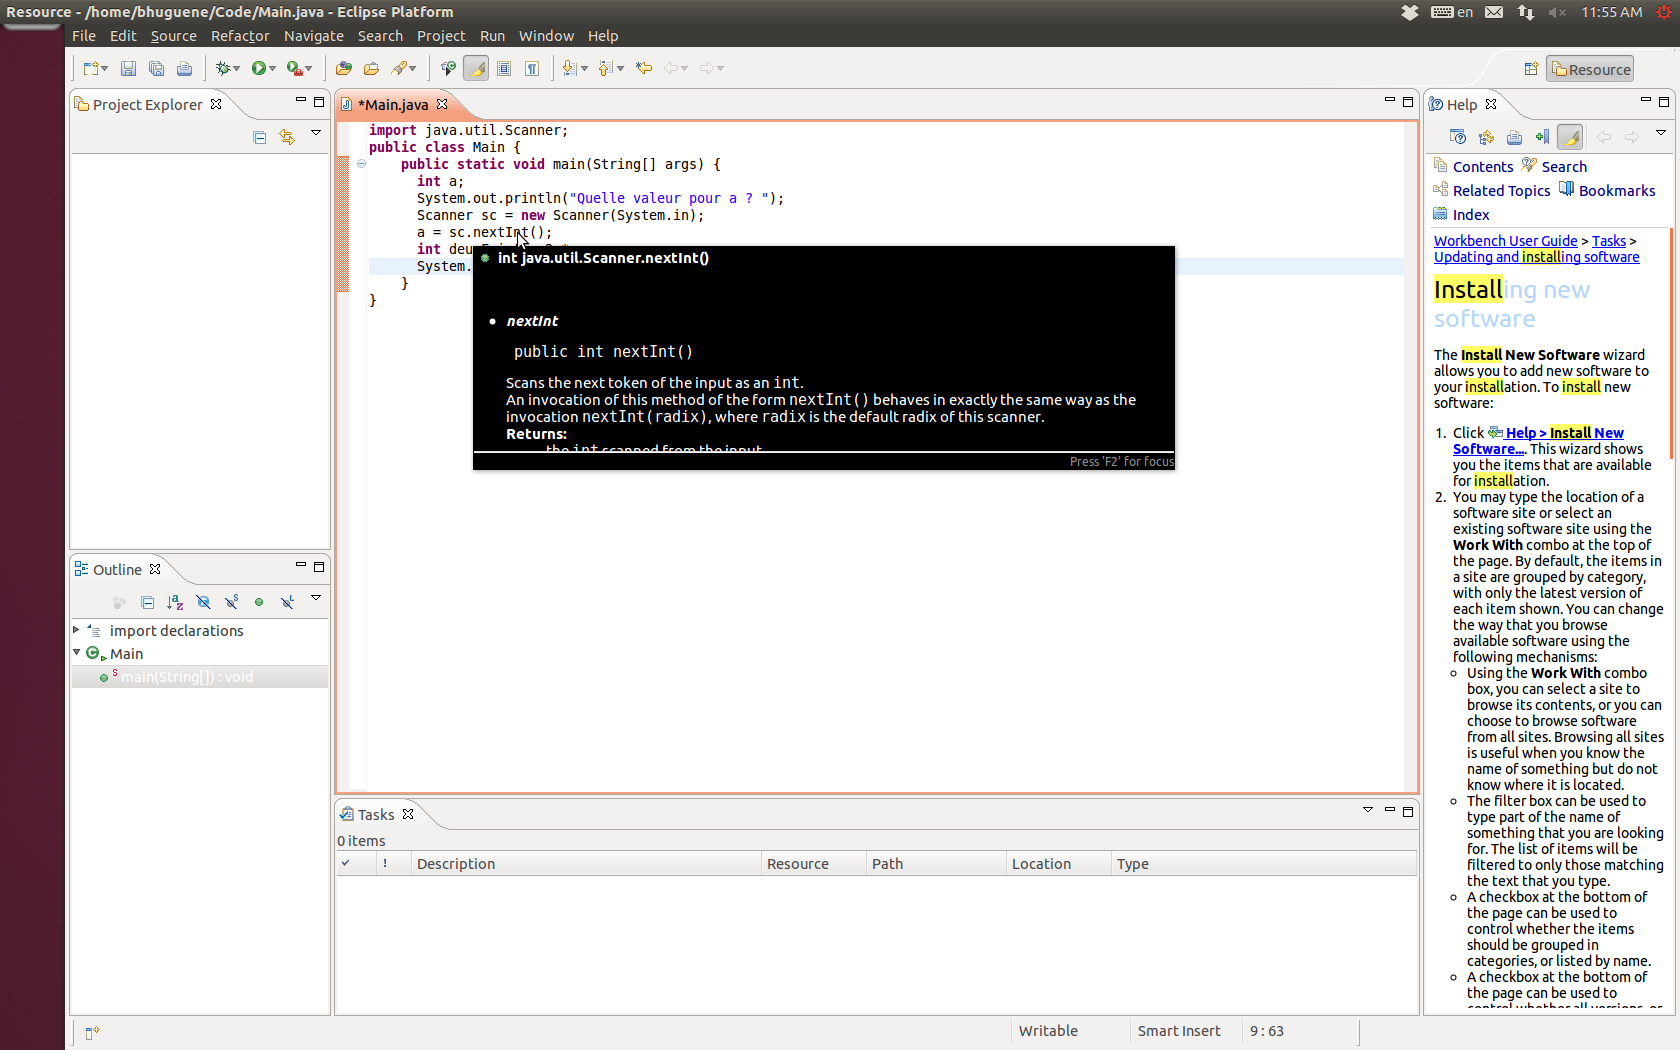 Resource - /home/bhuguene/Code/Main.java - Eclipse Platform
en 11:55 AM
File Edit Source Refactor Navigate Search Project Run Window Help
Resource
Project Explorer
*Main.java
import java.util.Scanner;
public class Main {
public static void main(String[] args) {
int a;
System.out.println("Quelle valeur pour a ? ");
Scanner sc = new Scanner(System.in);
a = sc.nextInt();
int
System.
}
}
int java.util.Scanner.nextInt()
nextInt
public int nextInt()
Scans the next token of the input as an int.
An invocation of this method of the form nextInt() behaves in exactly the same way as the
invocation nextInt(radix), where radix is the default radix of this scanner.
Returns:
the int scanned from the input
Press 'F2' for focus
Outline
import declarations
Main
main(String[]) : void
Tasks
0 items
! Description Resource Path Location Type
Writable Smart Insert 9 : 63
Help
Contents Search
Related Topics Bookmarks
Index
Workbench User Guide > Tasks >
Updating and installing software
Installing new
software
The Install New Software wizard
allows you to add new software to
your installation. To install new
software:
1. Click Help > Install New
Software.... This wizard shows
you the items that are available
for installation.
2. You may type the location of a
software site or select an
existing software site using the
Work With combo at the top of
the page. By default, the items in
a site are grouped by category,
with only the latest version of
each item shown. You can change
the way that you browse
available software using the
following mechanisms:
Using the Work With combo
box, you can select a site to
browse its contents, or you can
choose to browse software
from all sites. Browsing all sites
is useful when you know the
name of something but do not
know where it is located.
The filter box can be used to
type part of the name of
something that you are looking
for. The list of items will be
filtered to only those matching
the text that you type.
A checkbox at the bottom of
the page can be used to
control whether the items
should be grouped in
categories, or listed by name.
A checkbox at the bottom of
the page can be used to
control whether all versions, or